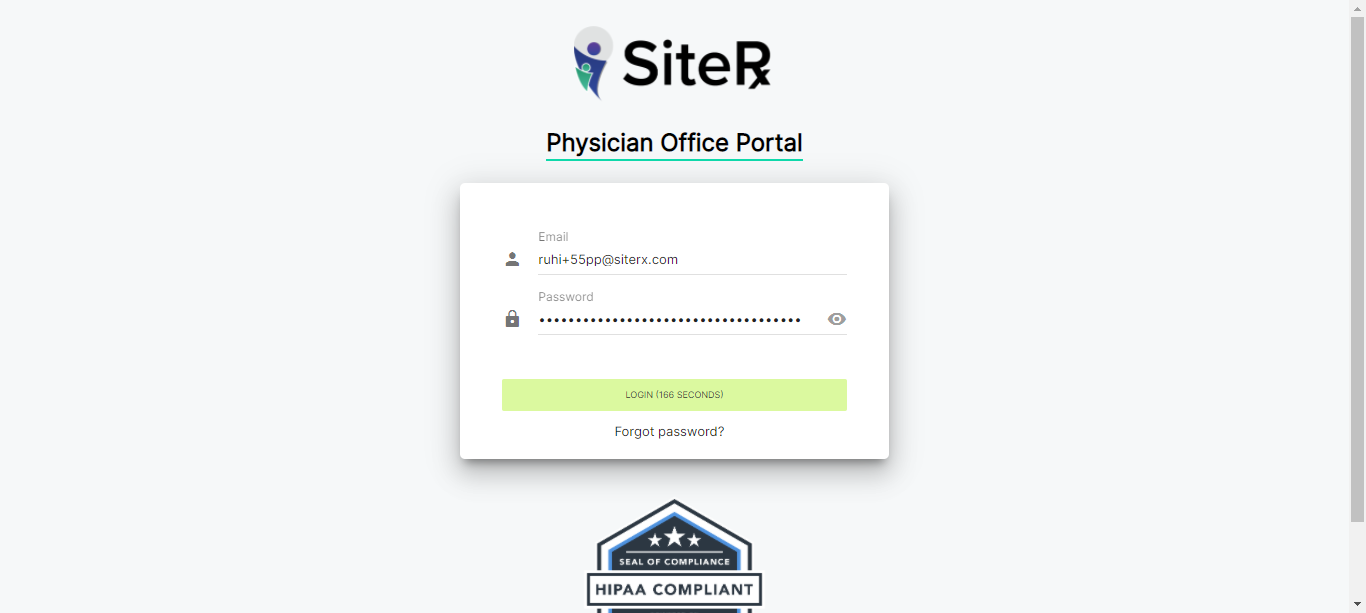 SiteRx
Physician Office Portal
Email
ruhi+55pp@siterx.com
Password
••••••••••••••••••••••••••••••••••••
LOGIN (166 SECONDS)
Forgot password?
SEAL OF COMPLIANCE
HIPAA COMPLIANT